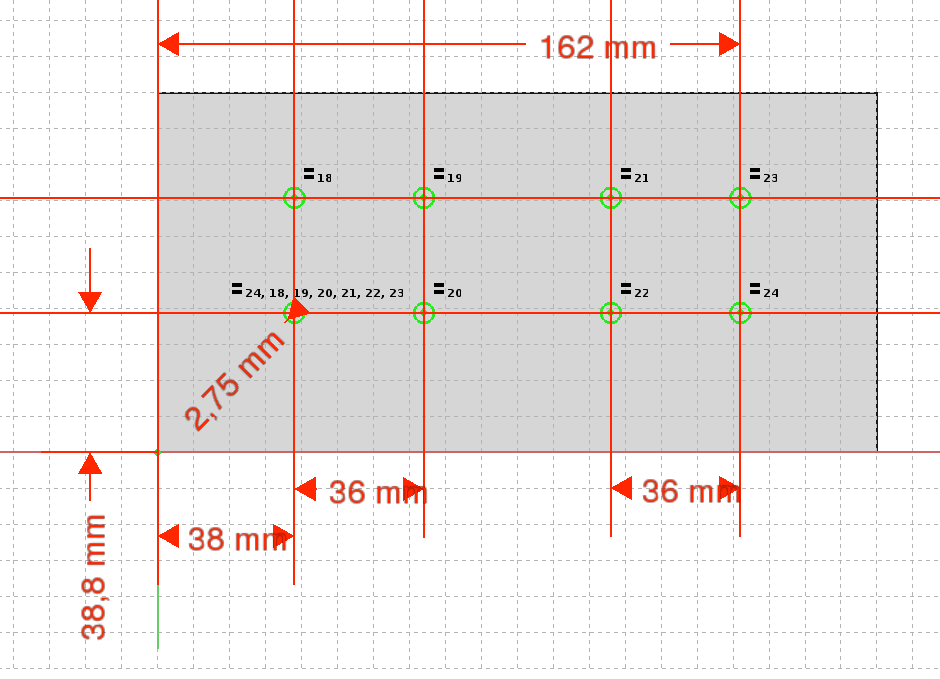 162 mm
=18
=19
=21
=23
=24, 18, 19, 20, 21, 22, 23
=20
=22
=24
2,75 mm
36 mm
36 mm
38 mm
38,8 mm